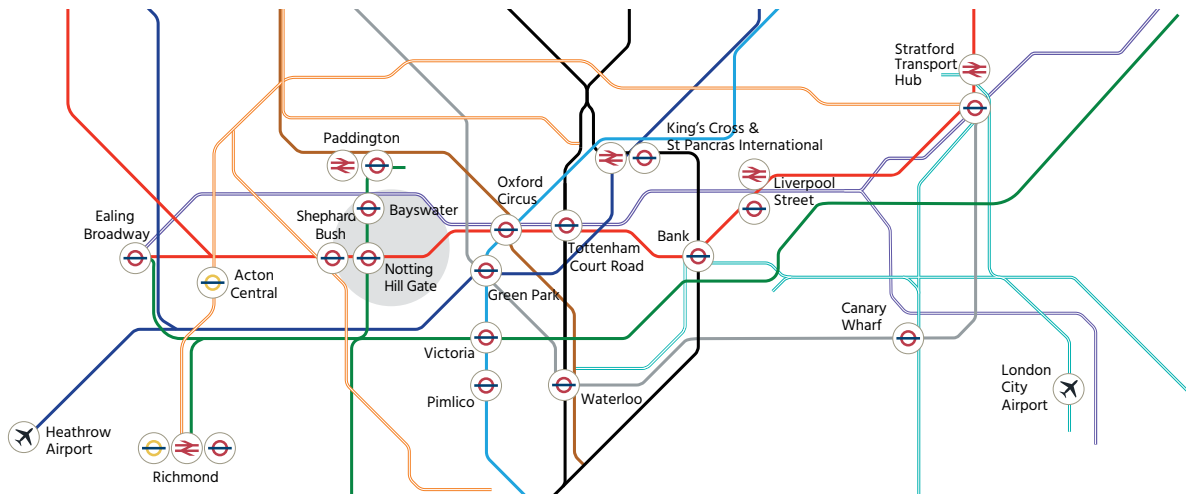 Stratford
Transport
Hub
Paddington
King's Cross &
St Pancras International
Oxford
Circus
Liverpool
Street
Ealing
Broadway
Shephard
Bush
Bayswater
Bank
Tottenham
Court Road
Notting
Hill Gate
Acton
Central
Green Park
Canary
Wharf
Victoria
Pimlico
Waterloo
London
City
Airport
Heathrow
Airport
Richmond